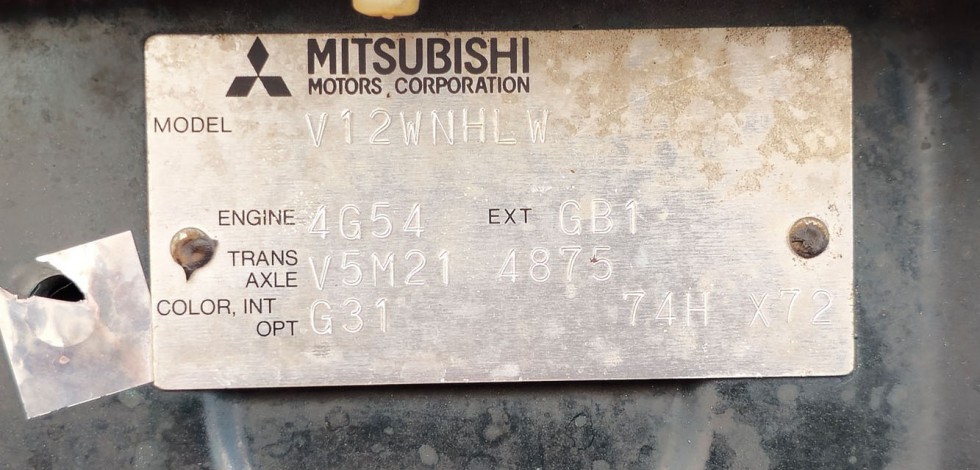 MITSUBISHI
MOTORS CORPORATION
MODEL V12WNHLW
ENGINE 4G54 EXT GB1
TRANS AXLE V5M21 4875
COLOR, INT OPT G31 74H X72